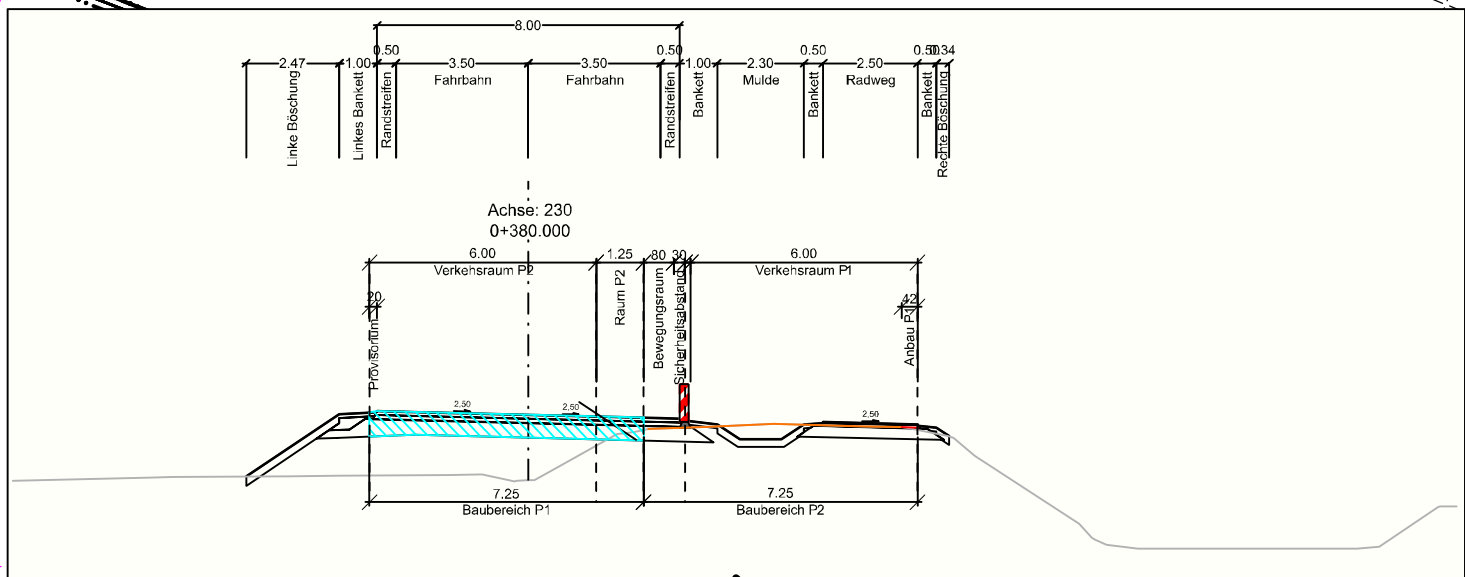 8.00
2.47
1.00
0.50
3.50
3.50
0.50
1.00
2.30
0.50
2.50
0.50
0.34
Linke Böschung
Linkes Bankett
Randstreifen
Fahrbahn
Fahrbahn
Randstreifen
Bankett
Mulde
Bankett
Radweg
Bankett
Rechte Böschung
Achse: 230
0+380.000
6.00
1.25
80
30
6.00
Verkehsraum P2
Raum P2
Bewegungsraum
Sicherheitsabstand
Verkehsraum P1
20
Provisorium
42
Anbau P1
2,50
2,50
2,50
7.25
Baubereich P1
7.25
Baubereich P2